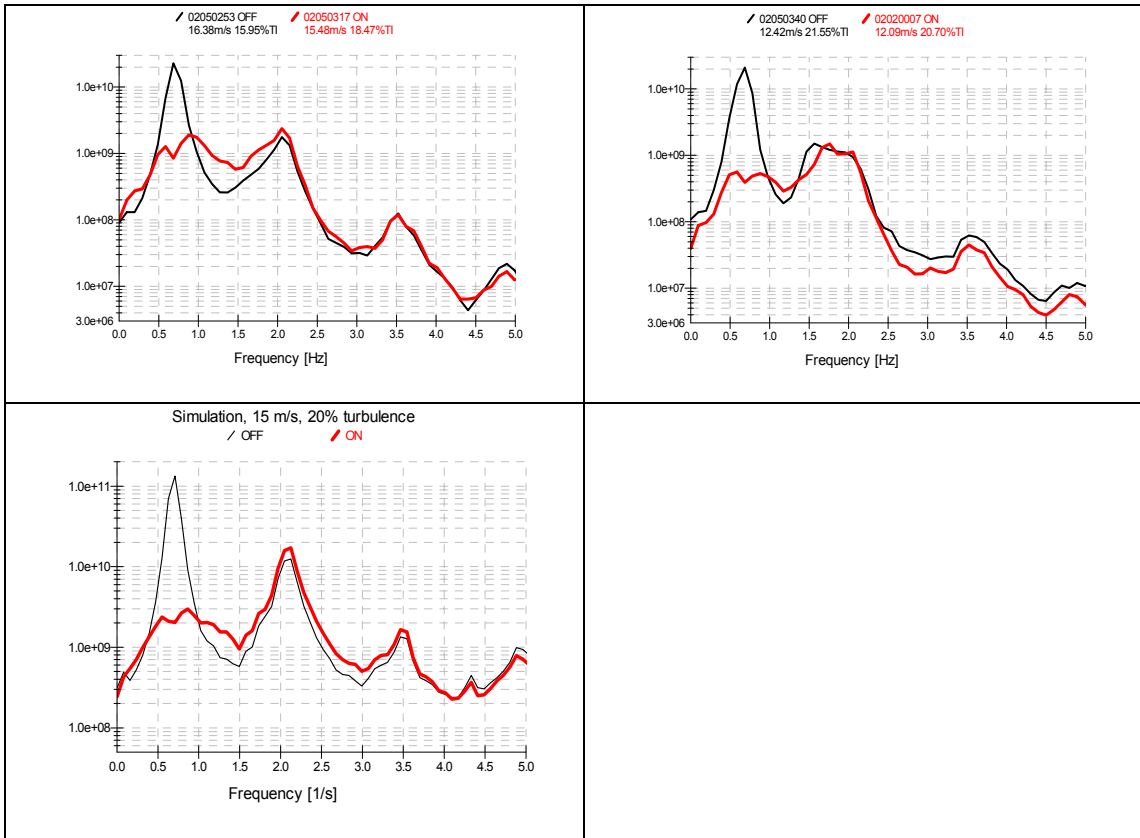 02050253 OFF 02050317 ON
16.38m/s 15.95%TI 15.48m/s 18.47%TI
1.0e+10
1.0e+09
1.0e+08
1.0e+07
3.0e+06
0.0 0.5 1.0 1.5 2.0 2.5 3.0 3.5 4.0 4.5 5.0
Frequency [Hz]
02050340 OFF 02020007 ON
12.42m/s 21.55%TI 12.09m/s 20.70%TI
1.0e+10
1.0e+09
1.0e+08
1.0e+07
3.0e+06
0.0 0.5 1.0 1.5 2.0 2.5 3.0 3.5 4.0 4.5 5.0
Frequency [Hz]
Simulation, 15 m/s, 20% turbulence
OFF ON
1.0e+11
1.0e+10
1.0e+09
1.0e+08
0.0 0.5 1.0 1.5 2.0 2.5 3.0 3.5 4.0 4.5 5.0
Frequency [1/s]